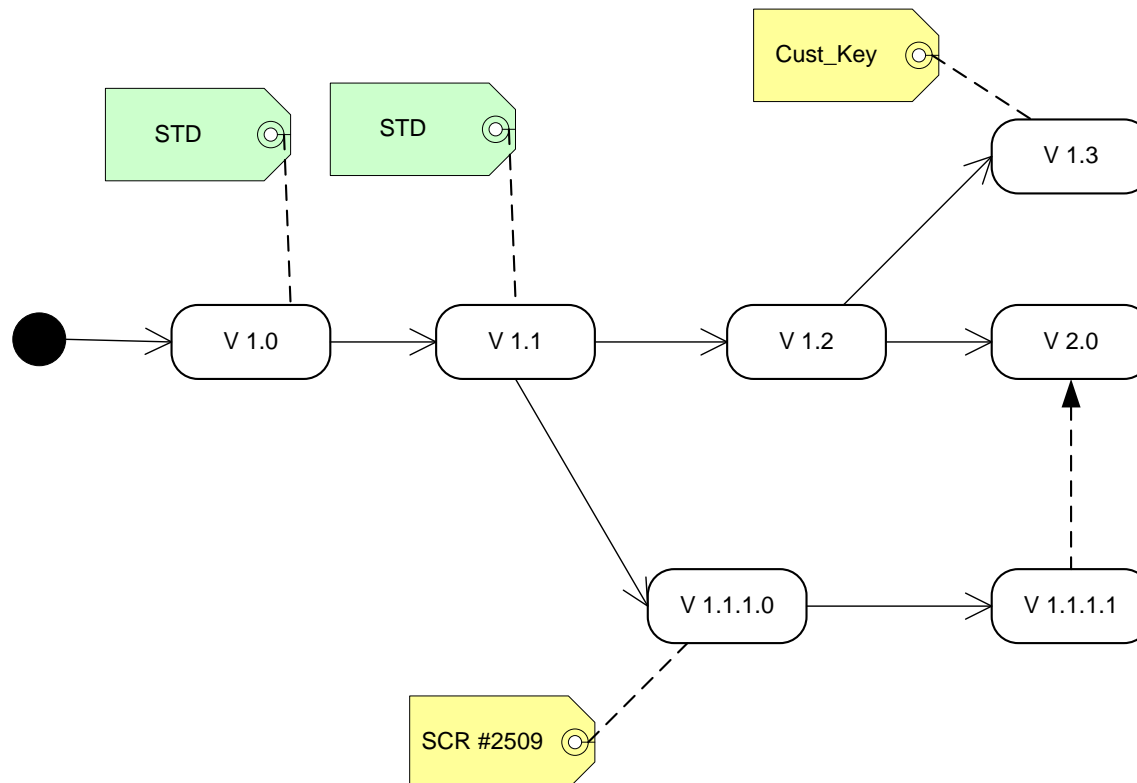 Cust_Key
STD
STD
V 1.3
V 1.0
V 1.1
V 1.2
V 2.0
V 1.1.1.0
V 1.1.1.1
SCR #2509